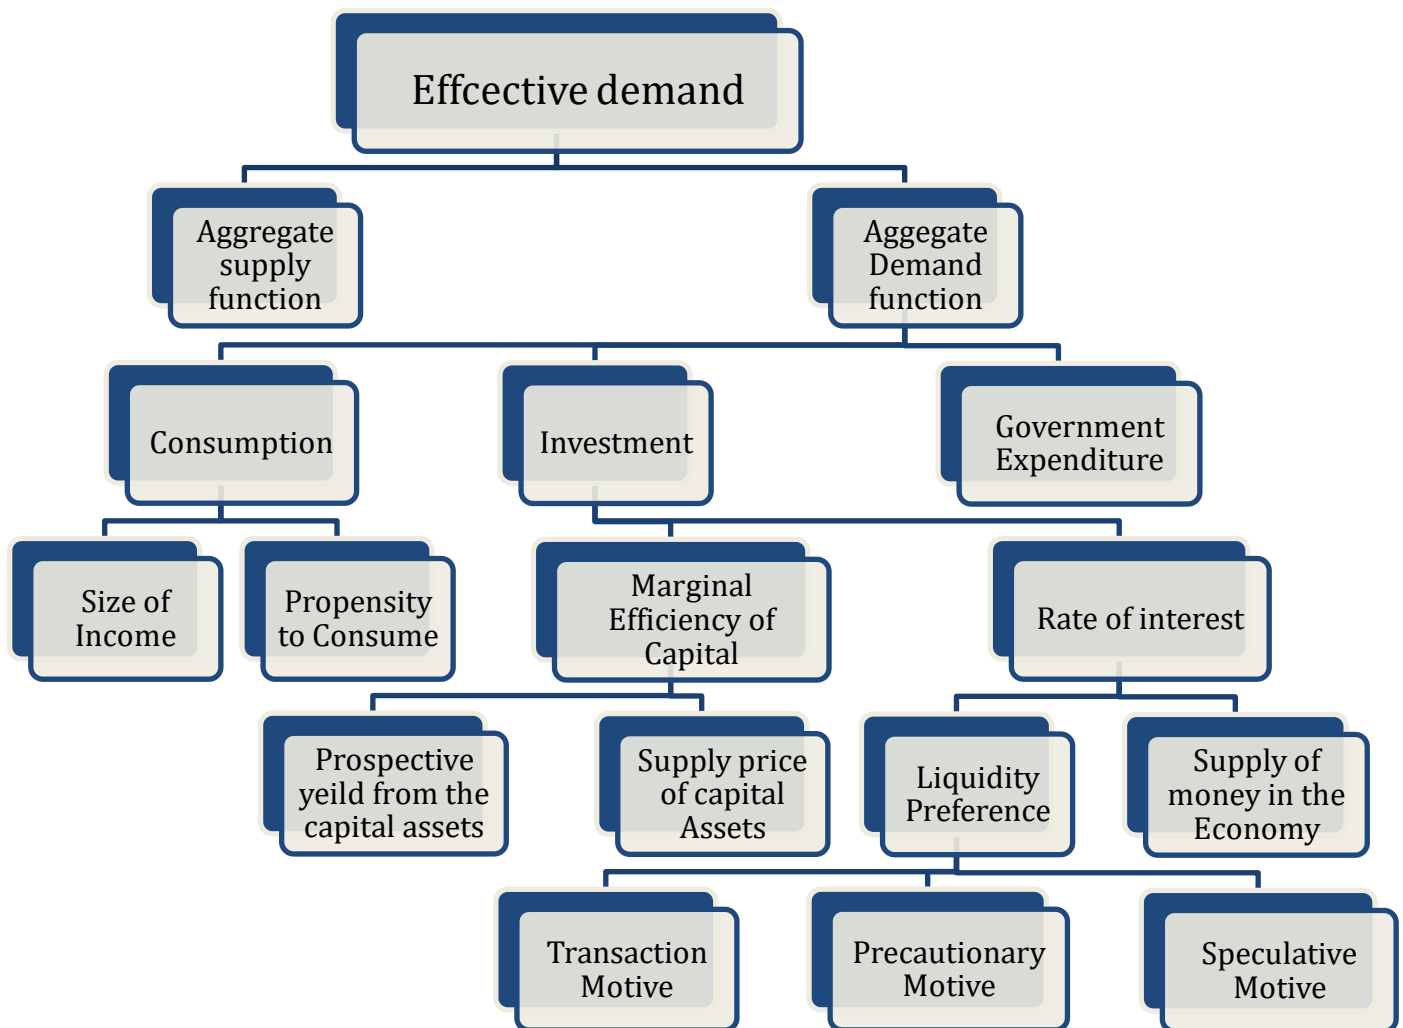 Effcective demand
Aggregate
supply
function
Aggegate
Demand
function
Consumption
Investment
Government
Expenditure
Size of
Income
Propensity
to Consume
Marginal
Efficiency of
Capital
Rate of interest
Prospective
yeild from the
capital assets
Supply price
of capital
Assets
Liquidity
Preference
Supply of
money in the
Economy
Transaction
Motive
Precautionary
Motive
Speculative
Motive